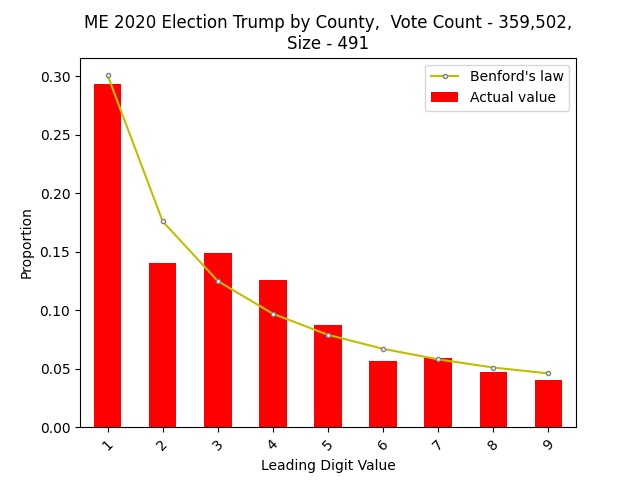 ME 2020 Election Trump by County,  Vote Count - 359,502,
Size - 491
Benford's law
Actual value
Proportion
0.30
0.25
0.20
0.15
0.10
0.05
0.00
1
2
3
4
5
6
7
8
9
Leading Digit Value